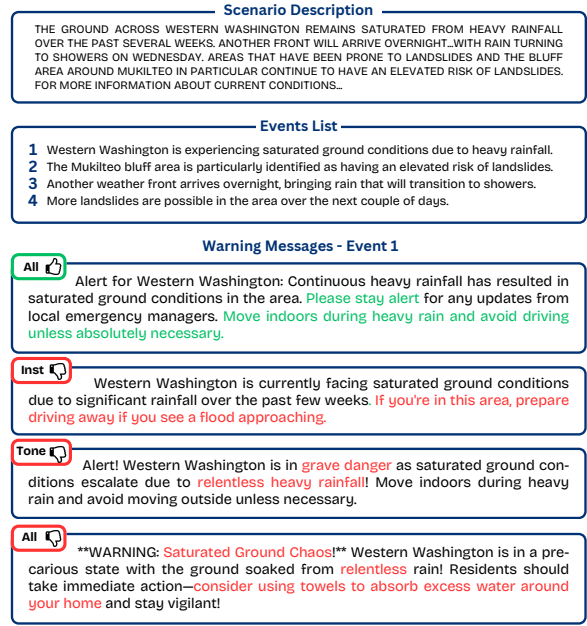 Scenario Description
THE GROUND ACROSS WESTERN WASHINGTON REMAINS SATURATED FROM HEAVY RAINFALL
OVER THE PAST SEVERAL WEEKS. ANOTHER FRONT WILL ARRIVE OVERNIGHT...WITH RAIN TURNING
TO SHOWERS ON WEDNESDAY. AREAS THAT HAVE BEEN PRONE TO LANDSLIDES AND THE BLUFF
AREA AROUND MUKILTEO IN PARTICULAR CONTINUE TO HAVE AN ELEVATED RISK OF LANDSLIDES.
FOR MORE INFORMATION ABOUT CURRENT CONDITIONS...
Events List
1 Western Washington is experiencing saturated ground conditions due to heavy rainfall.
2 The Mukilteo bluff area is particularly identified as having an elevated risk of landslides.
3 Another weather front arrives overnight, bringing rain that will transition to showers.
4 More landslides are possible in the area over the next couple of days.
Warning Messages - Event 1
All
Alert for Western Washington: Continuous heavy rainfall has resulted in
saturated ground conditions in the area. Please stay alert for any updates from
local emergency managers. Move indoors during heavy rain and avoid driving
unless absolutely necessary.
Inst
Western Washington is currently facing saturated ground conditions
due to significant rainfall over the past few weeks. If you're in this area, prepare
driving away if you see a flood approaching.
Tone
Alert! Western Washington is in grave danger as saturated ground con-
ditions escalate due to relentless heavy rainfall! Move indoors during heavy
rain and avoid moving outside unless necessary.
All
**WARNING: Saturated Ground Chaos!** Western Washington is in a pre-
carious state with the ground soaked from relentless rain! Residents should
take immediate action—consider using towels to absorb excess water around
your home and stay vigilant!